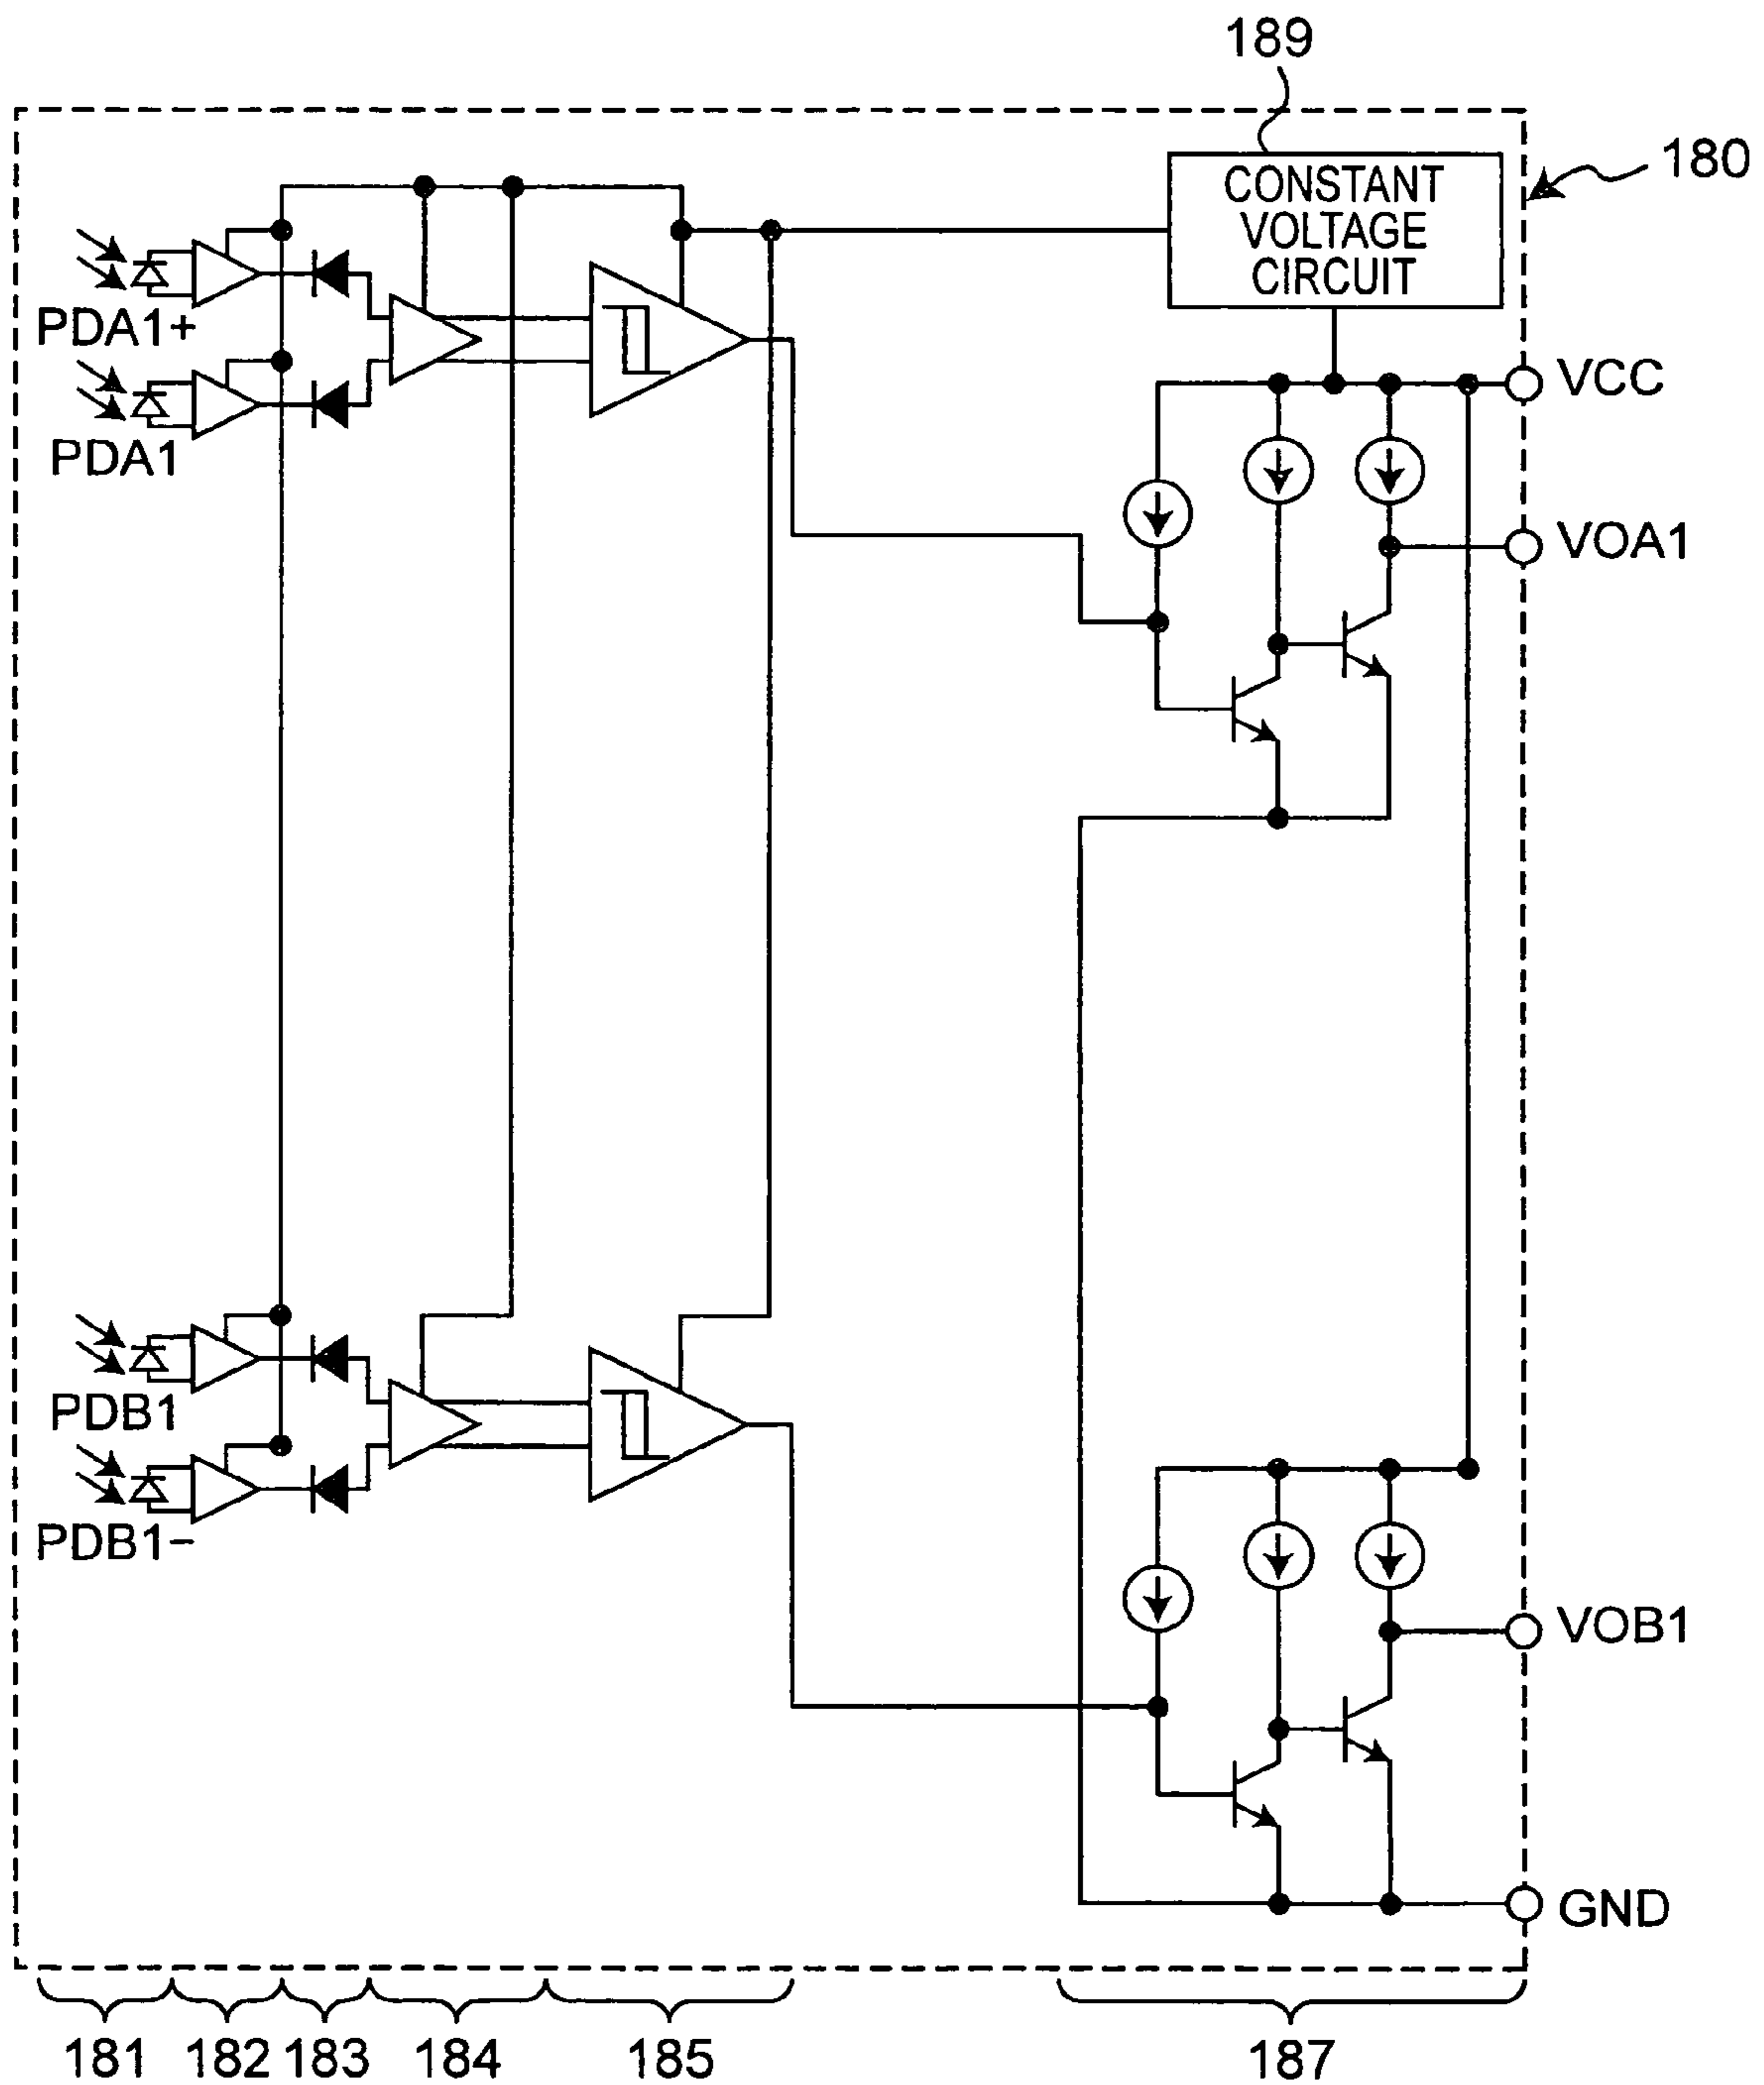 189
180
CONSTANT
VOLTAGE
CIRCUIT
PDA1+
VCC
PDA1
VOA1
PDB1
PDB1−
VOB1
GND
181
182
183
184
185
187